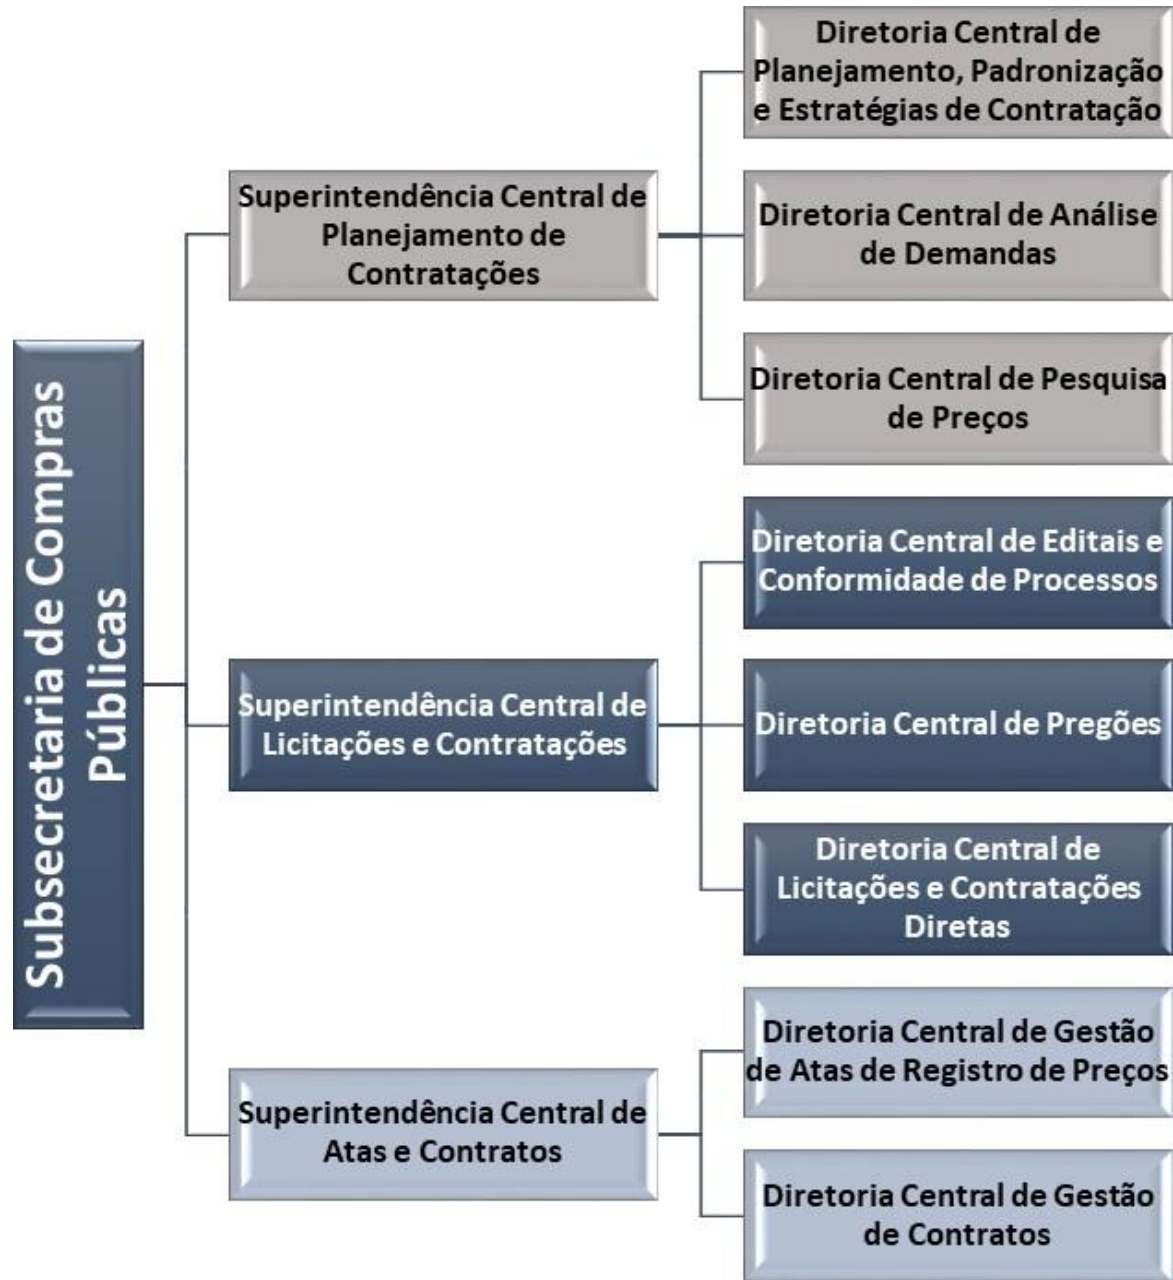 Subsecretaria de Compras
Públicas
Superintendência Central de
Planejamento de
Contratações
Diretoria Central de
Planejamento, Padronização
e Estratégias de Contratação
Diretoria Central de Análise
de Demandas
Diretoria Central de Pesquisa
de Preços
Superintendência Central de
Licitações e Contratações
Diretoria Central de Editais e
Conformidade de Processos
Diretoria Central de Pregões
Diretoria Central de
Licitações e Contratações
Diretas
Superintendência Central de
Atas e Contratos
Diretoria Central de Gestão
de Atas de Registro de Preços
Diretoria Central de Gestão
de Contratos